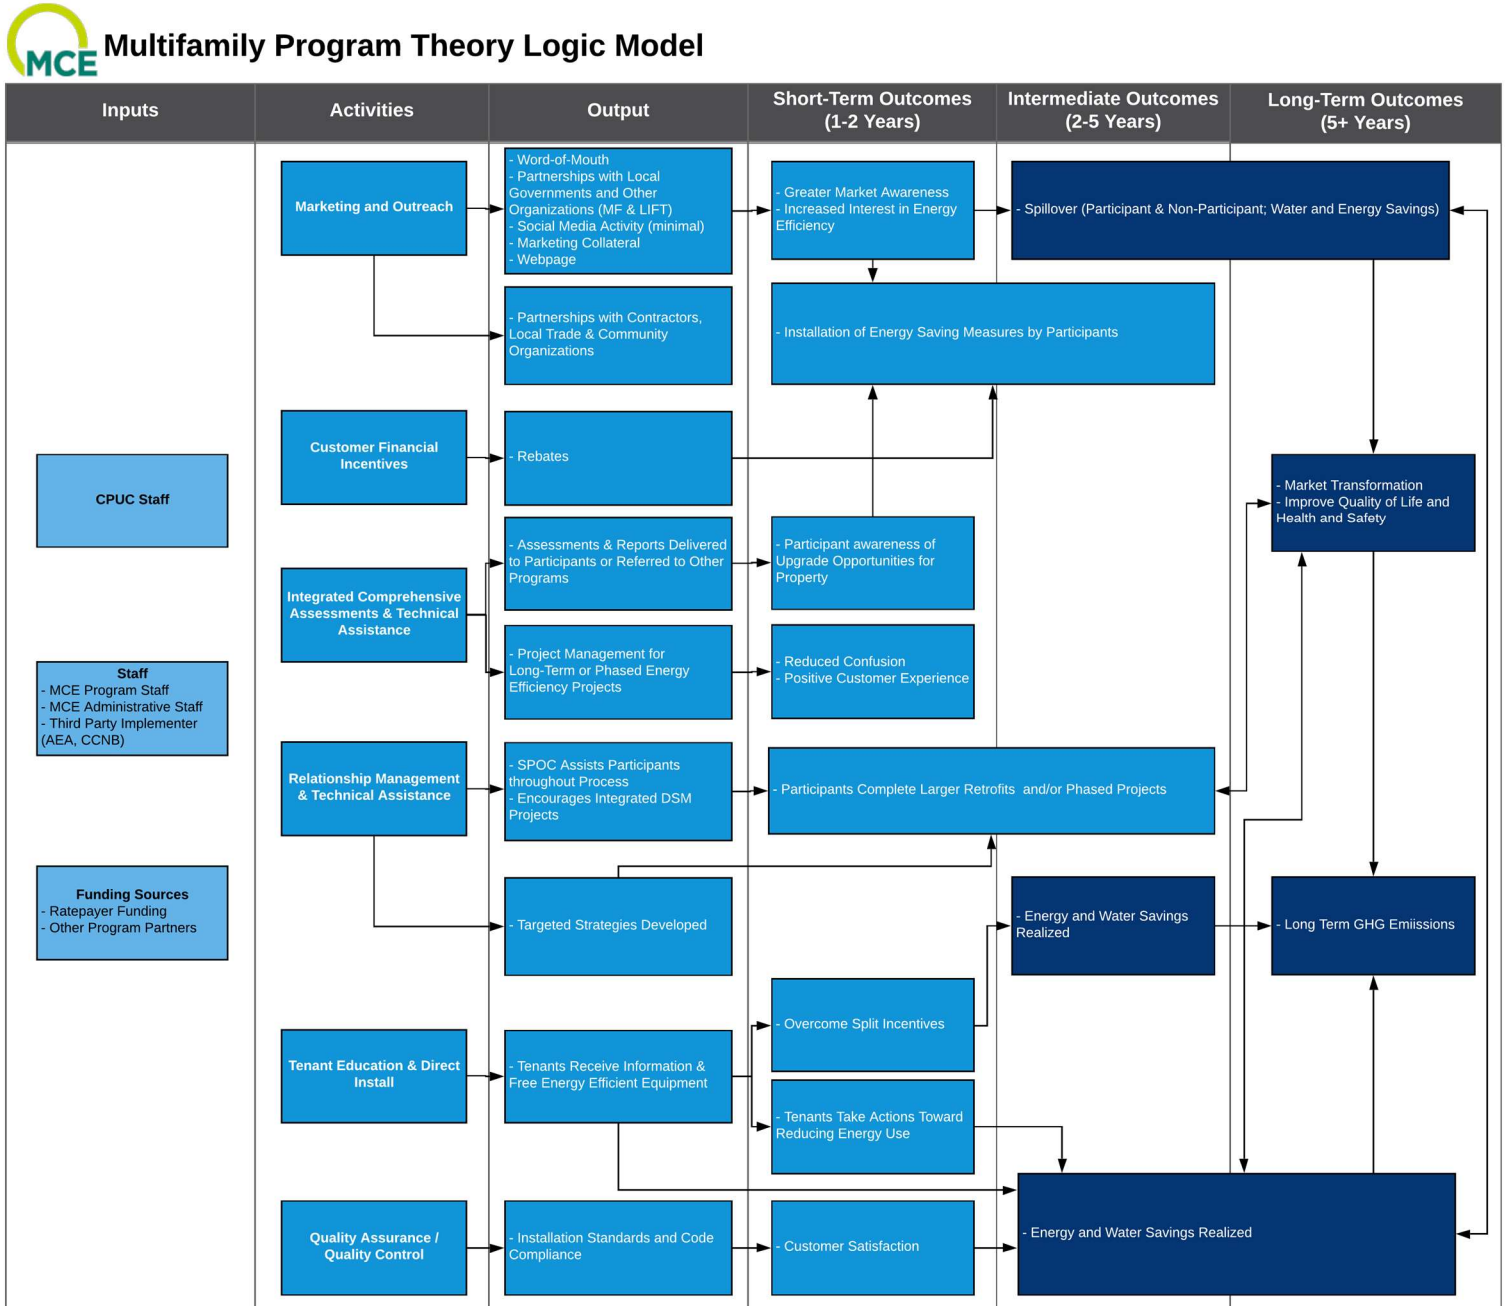 MCE
Multifamily Program Theory Logic Model
Inputs
Activities
Output
Short-Term Outcomes
(1-2 Years)
Intermediate Outcomes
(2-5 Years)
Long-Term Outcomes
(5+ Years)
CPUC Staff
Staff
- MCE Program Staff
- MCE Administrative Staff
- Third Party Implementer
(AEA, CCNB)
Funding Sources
- Ratepayer Funding
- Other Program Partners
Marketing and Outreach
- Word-of-Mouth
- Partnerships with Local
Governments and Other
Organizations (MF & LIFT)
- Social Media Activity (minimal)
- Marketing Collateral
- Webpage
- Greater Market Awareness
- Increased Interest in Energy
Efficiency
- Spillover (Participant & Non-Participant; Water and Energy Savings)
- Partnerships with Contractors,
Local Trade & Community
Organizations
- Installation of Energy Saving Measures by Participants
Customer Financial
Incentives
- Rebates
- Market Transformation
- Improve Quality of Life and
Health and Safety
Integrated Comprehensive
Assessments & Technical
Assistance
- Assessments & Reports Delivered
to Participants or Referred to Other
Programs
- Participant awareness of
Upgrade Opportunities for
Property
- Project Management for
Long-Term or Phased Energy
Efficiency Projects
- Reduced Confusion
- Positive Customer Experience
Relationship Management
& Technical Assistance
- SPOC Assists Participants
throughout Process
- Encourages Integrated DSM
Projects
- Participants Complete Larger Retrofits  and/or Phased Projects
- Targeted Strategies Developed
- Energy and Water Savings
Realized
- Long Term GHG Emiissions
Tenant Education & Direct
Install
- Tenants Receive Information &
Free Energy Efficient Equipment
- Overcome Split Incentives
- Tenants Take Actions Toward
Reducing Energy Use
Quality Assurance /
Quality Control
- Installation Standards and Code
Compliance
- Customer Satisfaction
- Energy and Water Savings Realized